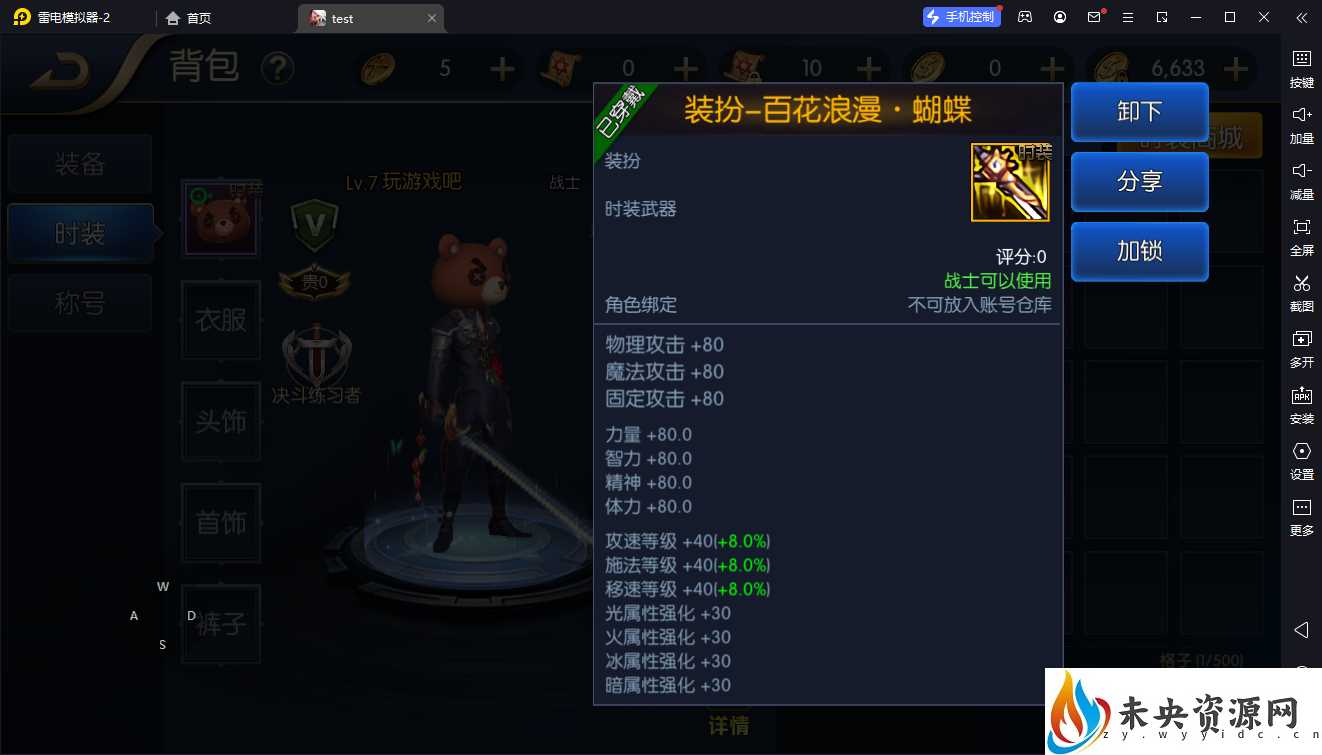 雷电模拟器-2
首页
test
手机控制
背包
?
5
0
10
0
6,633
装备
时装
称号
时装
Lv.7 玩游戏吧
战士
V
贵0
决斗练习者
衣服
头饰
首饰
裤子
W
A
D
S
已穿戴
装扮-百花浪漫·蝴蝶
装扮
时装
时装武器
评分:0
战士可以使用
角色绑定
不可放入账号仓库
物理攻击 +80
魔法攻击 +80
固定攻击 +80
力量 +80.0
智力 +80.0
精神 +80.0
体力 +80.0
攻速等级 +40(+8.0%)
施法等级 +40(+8.0%)
移速等级 +40(+8.0%)
光属性强化 +30
火属性强化 +30
冰属性强化 +30
暗属性强化 +30
详情
卸下
时装商城
分享
加锁
格子(1/500)
按键
加量
减量
全屏
截图
多开
APK
安装
设置
更多
未央资源网
zy.wyyidc.cn